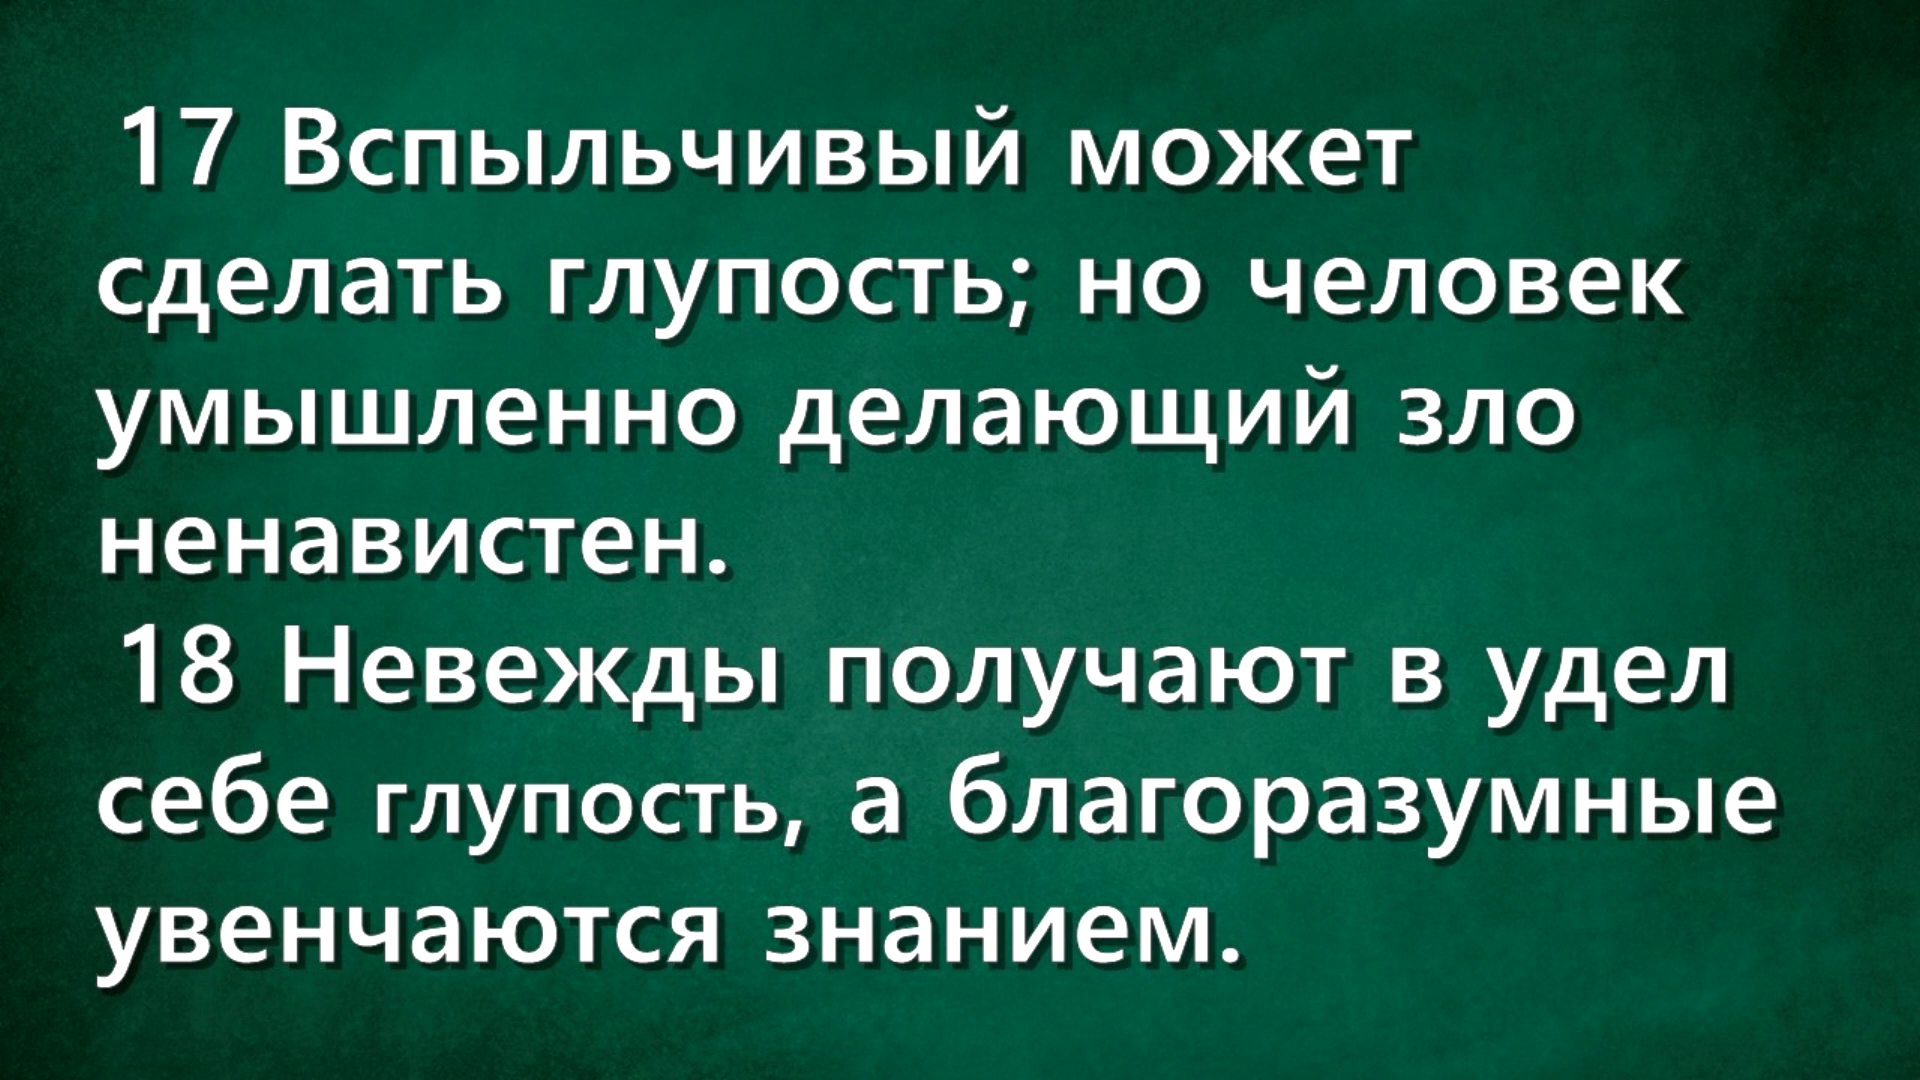 17 Вспыльчивый может
сделать глупость; но человек
умышленно делающий зло
ненавистен.
18 Невежды получают в удел
себе глупость, а благоразумные
увенчаются знанием.